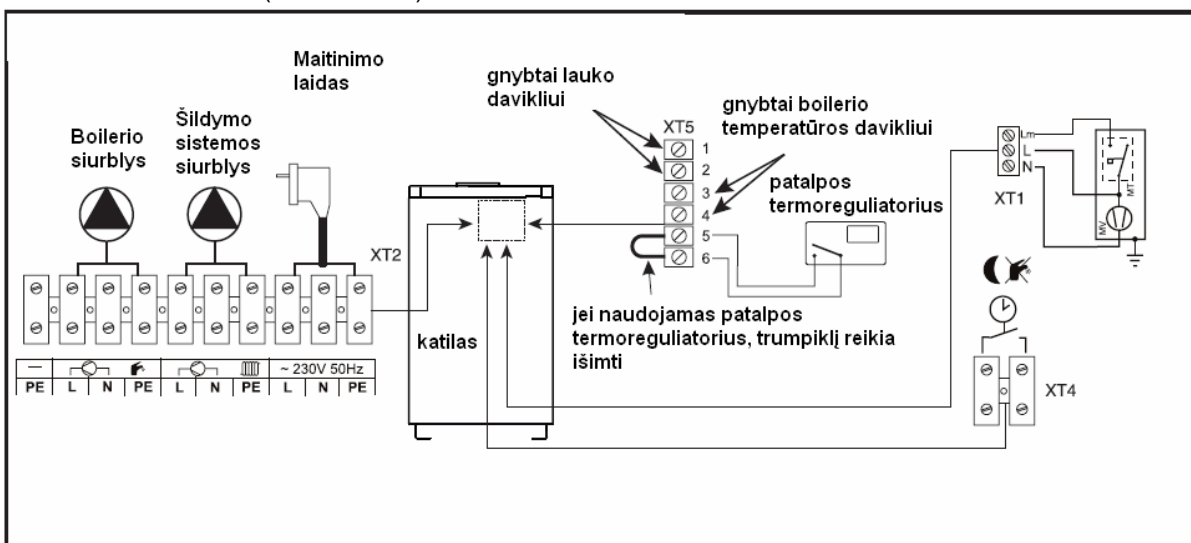 Maitinimo
laidas
Boilerio
siurblys
Šildymo
sistemos
siurblys
XT2
PE L N PE L N PE L N PE
~ 230V 50Hz
katilas
gnybtai lauko
davikliui
XT5
1
2
3
4
5
6
gnybtai boilerio
temperatūros davikliui
patalpos
termoreguliatorius
jei naudojamas patalpos
termoreguliatorius, trumpiklį reikia
išimti
Lm
L
N
XT1
MT
MV
XT4